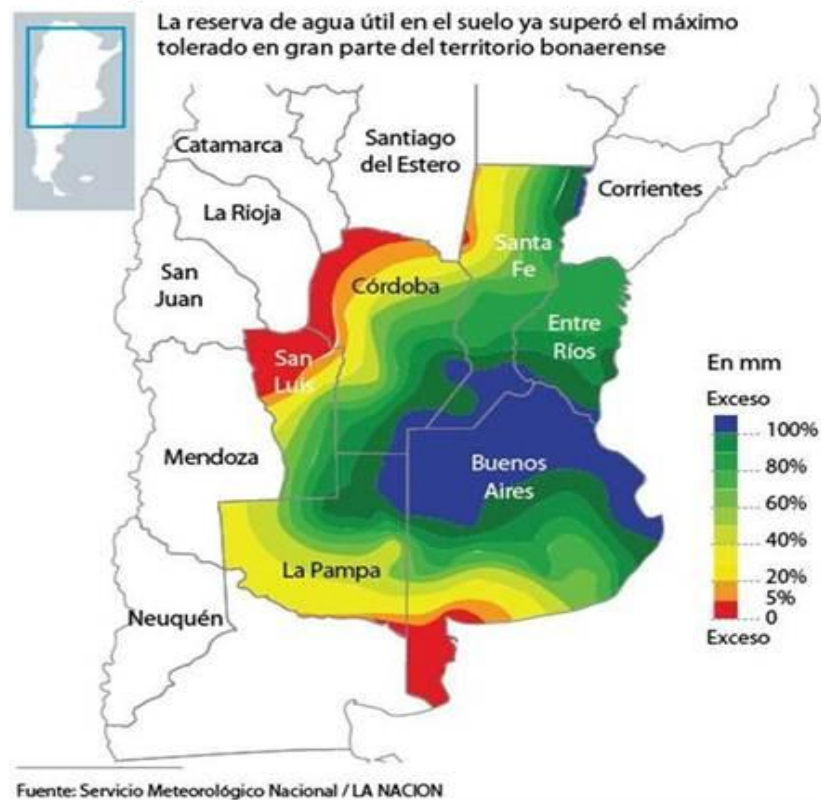 La reserva de agua útil en el suelo ya superó el máximo
tolerado en gran parte del territorio bonaerense
Catamarca
Santiago
del Estero
Corrientes
La Rioja
Santa
Fe
San
Juan
Córdoba
Entre
Ríos
San
Luis
En mm
Exceso
100%
80%
60%
40%
20%
5%
0
Exceso
Mendoza
Buenos
Aires
La Pampa
Neuquén
Fuente: Servicio Meteorológico Nacional / LA NACION